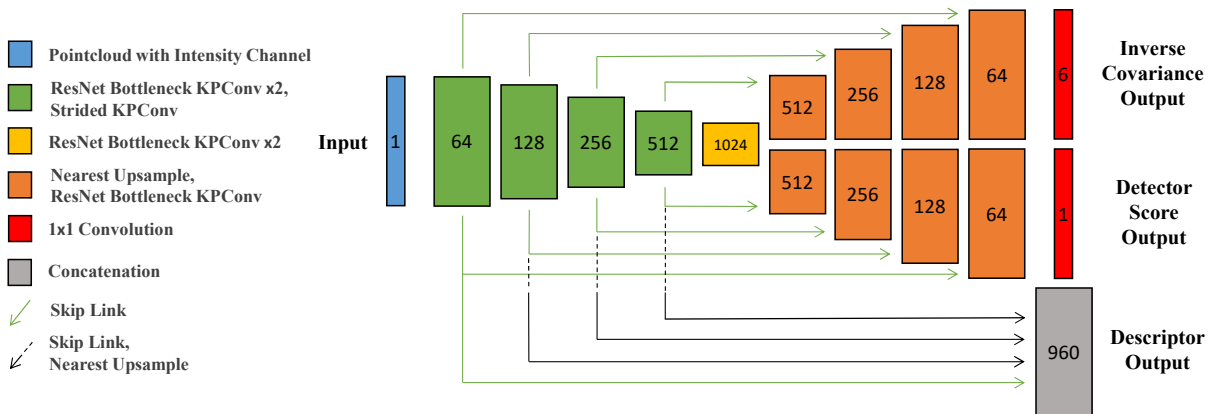 Pointcloud with Intensity Channel
ResNet Bottleneck KPConv x2,
Strided KPConv
ResNet Bottleneck KPConv x2
Nearest Upsample,
ResNet Bottleneck KPConv
1x1 Convolution
Concatenation
Skip Link
Skip Link,
Nearest Upsample
Input
1
64
128
256
512
1024
512
256
128
64
6
Inverse
Covariance
Output
512
256
128
64
1
Detector
Score
Output
960
Descriptor
Output